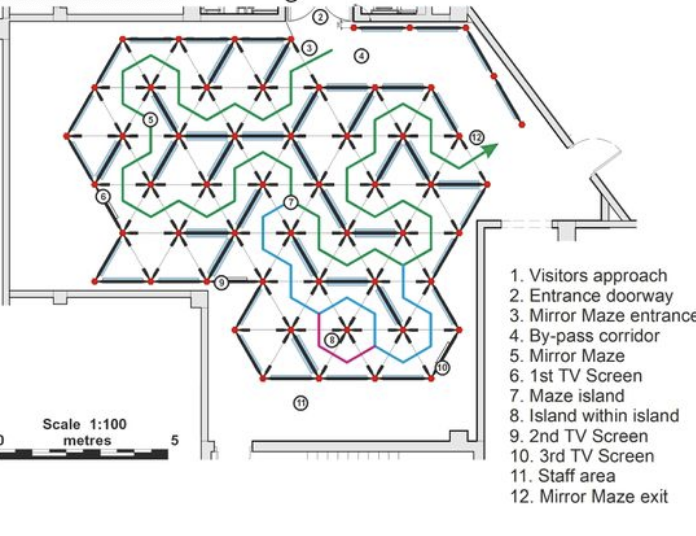 2
3
4
5
12
6
7
9
8
10
11
Scale 1:100
0 metres 5
1. Visitors approach
2. Entrance doorway
3. Mirror Maze entrance
4. By-pass corridor
5. Mirror Maze
6. 1st TV Screen
7. Maze island
8. Island within island
9. 2nd TV Screen
10. 3rd TV Screen
11. Staff area
12. Mirror Maze exit